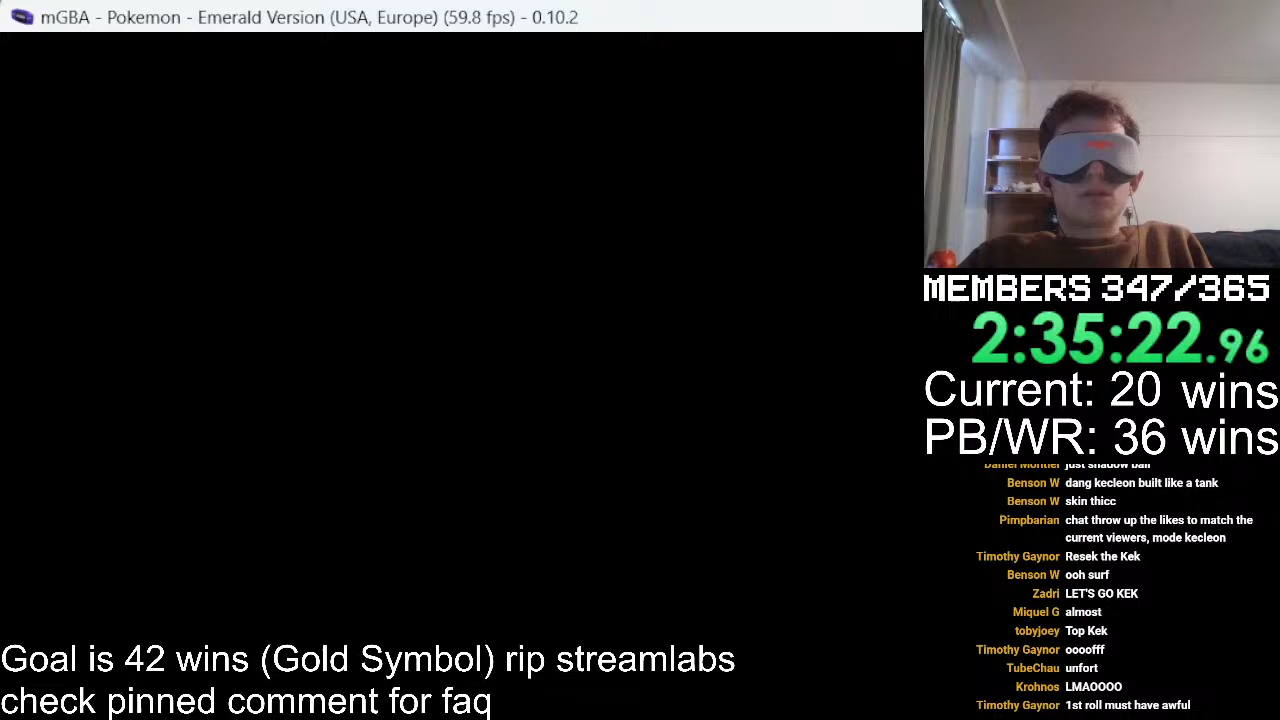 mGBA - Pokemon - Emerald Version (USA, Europe) (59.8 fps) - 0.10.2
MEMBERS 347/365
2:35:22.96
Current: 20 wins
PB/WR: 36 wins
Daniel Montier just shadow ball
Benson W dang kecleon built like a tank
Benson W skin thicc
Pimpbarian chat throw up the likes to match the
current viewers, mode kecleon
Timothy Gaynor Resek the Kek
Benson W ooh surf
Zadri LET'S GO KEK
Miquel G almost
tobyjoey Top Kek
Timothy Gaynor oooofff
TubeChau unfort
Krohnos LMAOOOO
Timothy Gaynor 1st roll must have awful
Goal is 42 wins (Gold Symbol) rip streamlabs
check pinned comment for faq